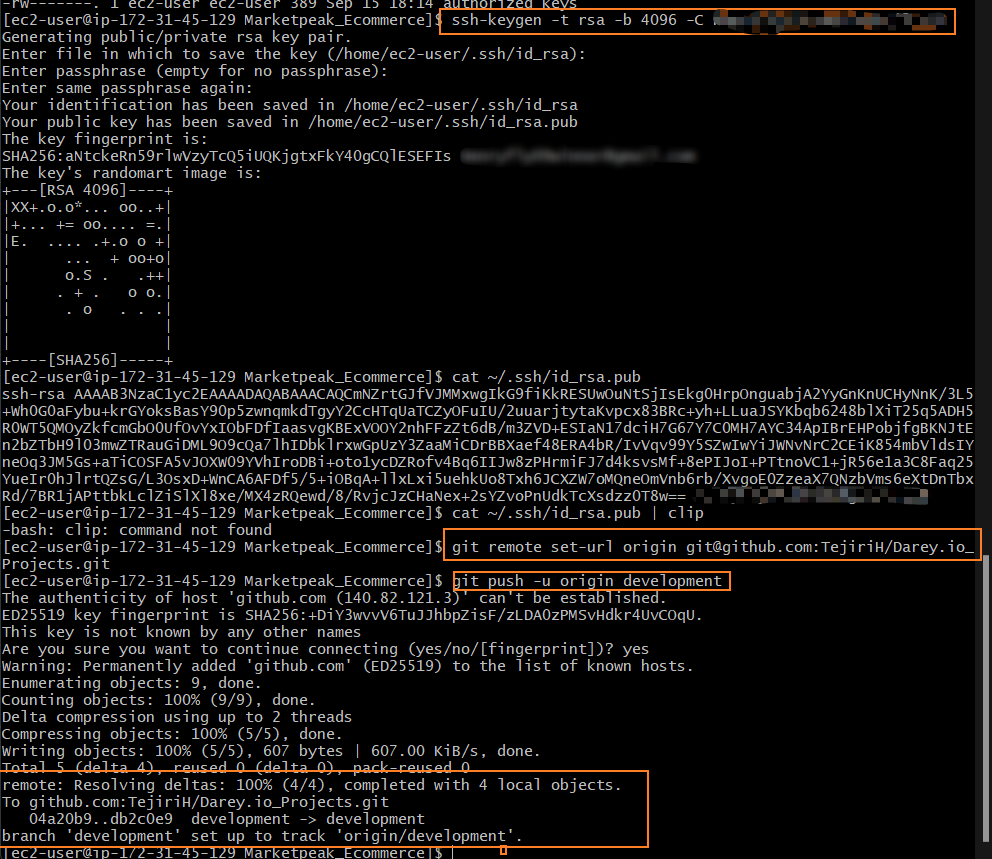 -rw-------. 1 ec2-user ec2-user 389 Sep 15 18:14 authorized_keys
[ec2-user@ip-172-31-45-129 Marketpeak_Ecommerce]$ ssh-keygen -t rsa -b 4096 -C
Generating public/private rsa key pair.
Enter file in which to save the key (/home/ec2-user/.ssh/id_rsa):
Enter passphrase (empty for no passphrase):
Enter same passphrase again:
Your identification has been saved in /home/ec2-user/.ssh/id_rsa
Your public key has been saved in /home/ec2-user/.ssh/id_rsa.pub
The key fingerprint is:
SHA256:aNtckeRn59rlwVzyTcQ5iUQKjgtxFkY40gCQlESEFIs
The key's randomart image is:
+---[RSA 4096]----+
|XX+.o.o*... oo..+|
|+... += oo.... =.|
|E.  .... .+.o o +|
|      ...  + oo+o|
|      o.S .   .++|
|     . + .   o o.|
|      . o   . . .|
|                 |
|                 |
+----[SHA256]-----+
[ec2-user@ip-172-31-45-129 Marketpeak_Ecommerce]$ cat ~/.ssh/id_rsa.pub
ssh-rsa AAAAB3NzaC1yc2EAAAADAQABAAACAQCmNZrtGJfVJMMxwgIkG9fiKkRESUwOuNtSjIsEkg0HrpOnguabjA2YyGnKnUCHyNnK/3L5
+Wh0G0aFybu+krGYoksBasY9Op5zwnqmkdTgyY2CcHTqUaTCZyOFuIU/2uuarjtytaKvpcx83BRc+yh+LLuaJSYKbqb6248blXiT25q5ADH5
R0WT5QMOyZkfcmGbO0UfOvYxIObFDfIaasvgKBExVOOY2nhFFzZt6dB/m3ZVD+ESIaN17dciH7G67Y7C0MH7AYC34ApIBrEHPobjfgBKNJtE
n2bZTbH9lO3mwZTRauGiDML9O9cQa7lhIDbklrxwGpUzY3ZaaMiCDrBBXaef48ERA4bR/IvVqv99Y5SZwIwYiJWNvNrC2CEiK854mbVldsIY
neOq3JM5Gs+aTiCOSFA5vJOXW09YVhIroDBi+oto1ycDZRofv4Bq6IIJw8zPHrmiFJ7d4ksvsMf+8ePIJoI+PTtnoVC1+jR56e1a3C8Faq25
YueIr0hJlrtQZsG/L3OsxD+WnCA6AFDf5/5+iOBqA+llxLxi5uehkUo8Txh6JCXZW7oMQneOmVnb6rb/XvgoEOZzeaX7QNzbVms6eXtDnTbx
Rd/7BR1jAPttbkLclZiSlXl8xe/MX4zRQewd/8/RvjcJzCHaNex+2sYZvoPnUdkTcXsdzzOT8w==
[ec2-user@ip-172-31-45-129 Marketpeak_Ecommerce]$ cat ~/.ssh/id_rsa.pub | clip
-bash: clip: command not found
[ec2-user@ip-172-31-45-129 Marketpeak_Ecommerce]$ git remote set-url origin git@github.com:TejiriH/Darey.io_
Projects.git
[ec2-user@ip-172-31-45-129 Marketpeak_Ecommerce]$ git push -u origin development
The authenticity of host 'github.com (140.82.121.3)' can't be established.
ED25519 key fingerprint is SHA256:+DiY3wvvV6TuJJhbpZisF/zLDA0zPMSvHdkr4UvCOqU.
This key is not known by any other names
Are you sure you want to continue connecting (yes/no/[fingerprint])? yes
Warning: Permanently added 'github.com' (ED25519) to the list of known hosts.
Enumerating objects: 9, done.
Counting objects: 100% (9/9), done.
Delta compression using up to 2 threads
Compressing objects: 100% (5/5), done.
Writing objects: 100% (5/5), 607 bytes | 607.00 KiB/s, done.
Total 5 (delta 4), reused 0 (delta 0), pack-reused 0
remote: Resolving deltas: 100% (4/4), completed with 4 local objects.
To github.com:TejiriH/Darey.io_Projects.git
   04a20b9..db2c0e9  development -> development
branch 'development' set up to track 'origin/development'.
[ec2-user@ip-172-31-45-129 Marketpeak_Ecommerce]$